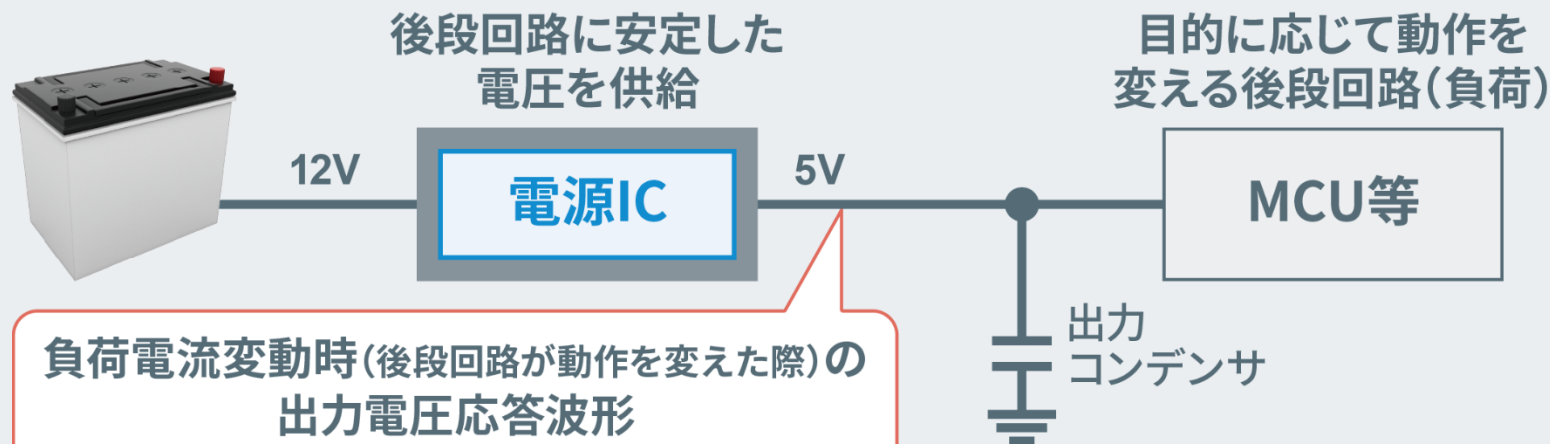 後段回路に安定した
電圧を供給
目的に応じて動作を
変える後段回路(負荷)
12V
電源IC
5V
MCU等
出力
コンデンサ
負荷電流変動時(後段回路が動作を変えた際)の
出力電圧応答波形